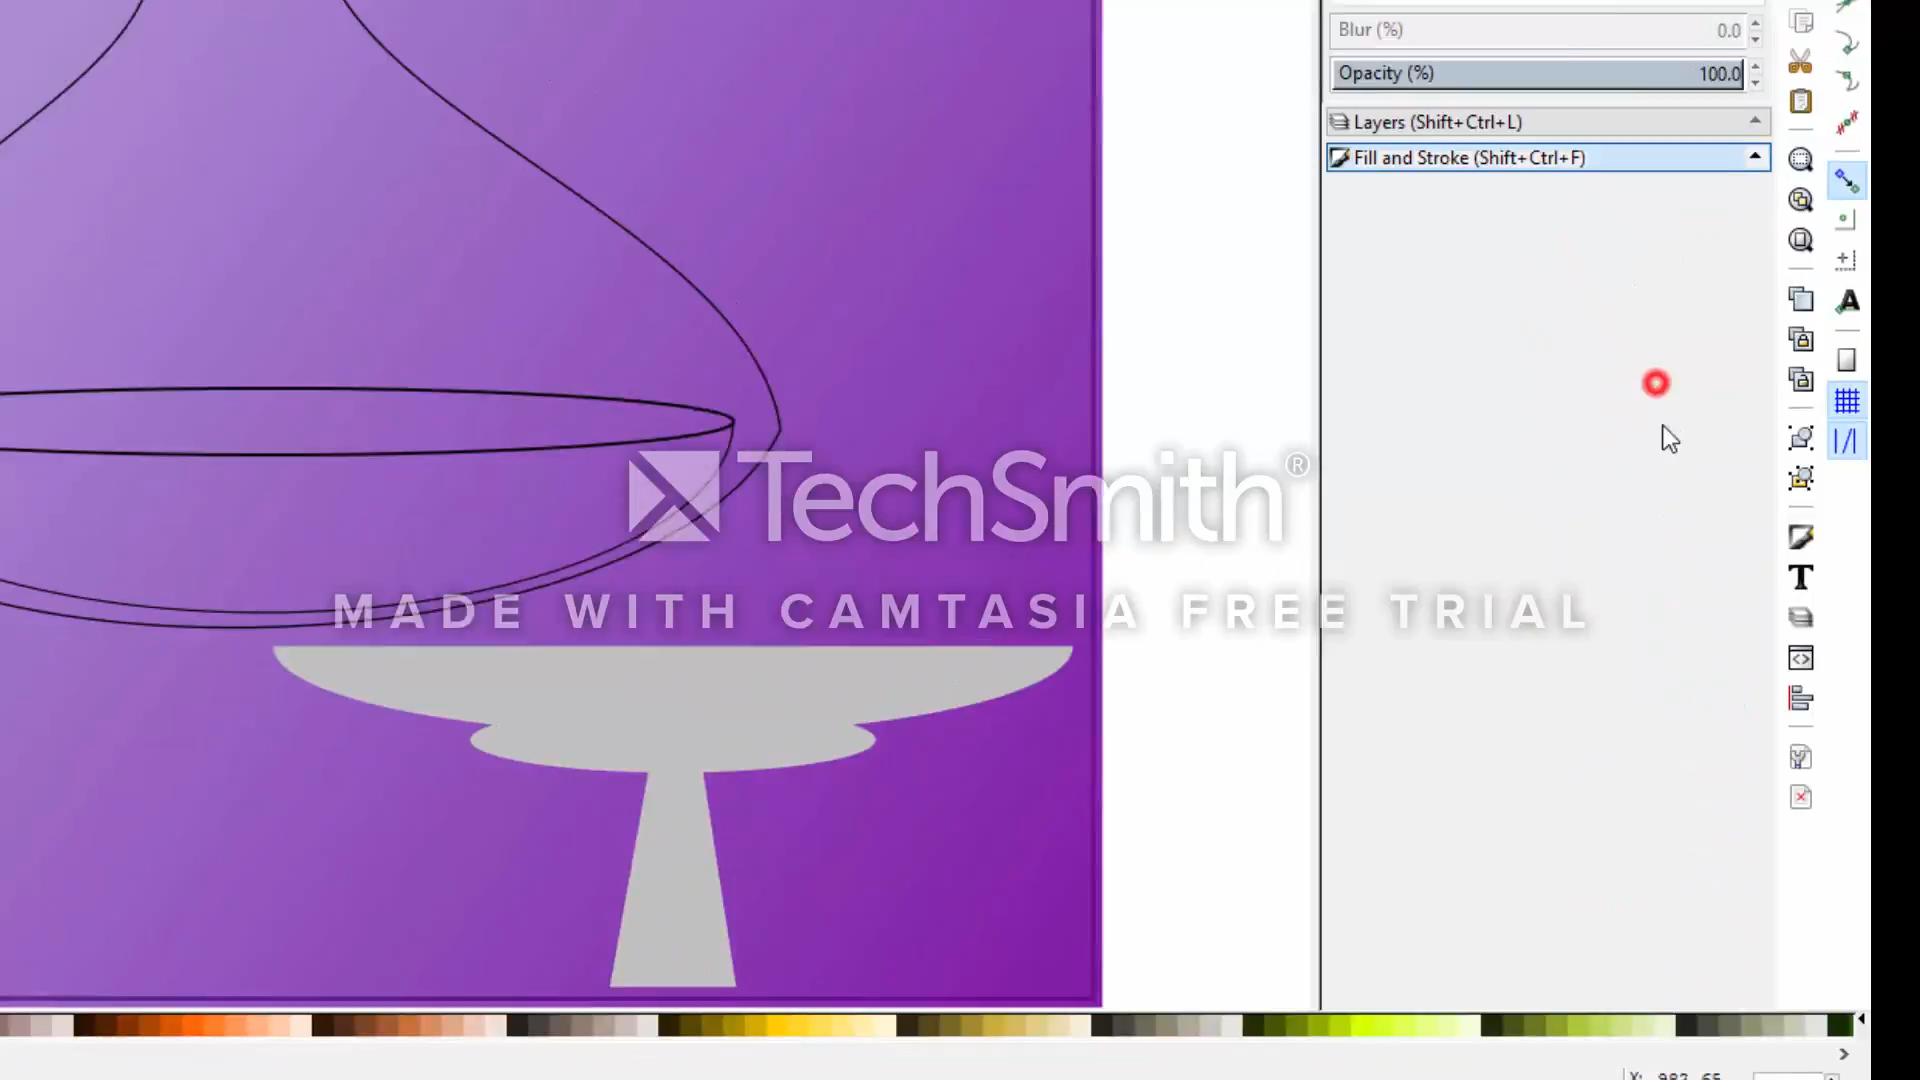 Blur (%) 0.0
Opacity (%) 100.0
Layers (Shift+Ctrl+L)
Fill and Stroke (Shift+Ctrl+F)
TechSmith®
MADE WITH CAMTASIA FREE TRIAL